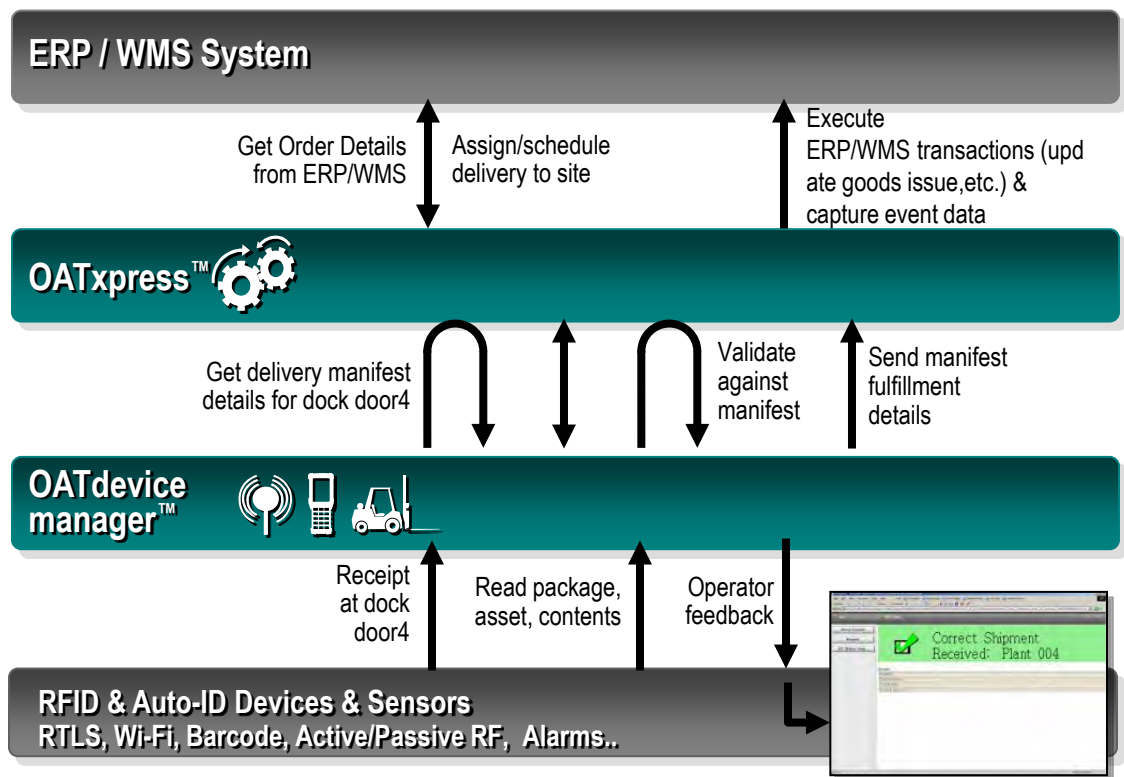 ERP / WMS System
Get Order Details
from ERP/WMS
Assign/schedule
delivery to site
Execute
ERP/WMS transactions (upd
ate goods issue,etc.) &
capture event data
OATxpress™
Get delivery manifest
details for dock door4
Validate
against
manifest
Send manifest
fulfillment
details
OATdevice
manager™
Receipt
at dock
door4
Read package,
asset, contents
Operator
feedback
Correct Shipment
Received: Plant 004
RFID & Auto-ID Devices & Sensors
RTLS, Wi-Fi, Barcode, Active/Passive RF, Alarms..